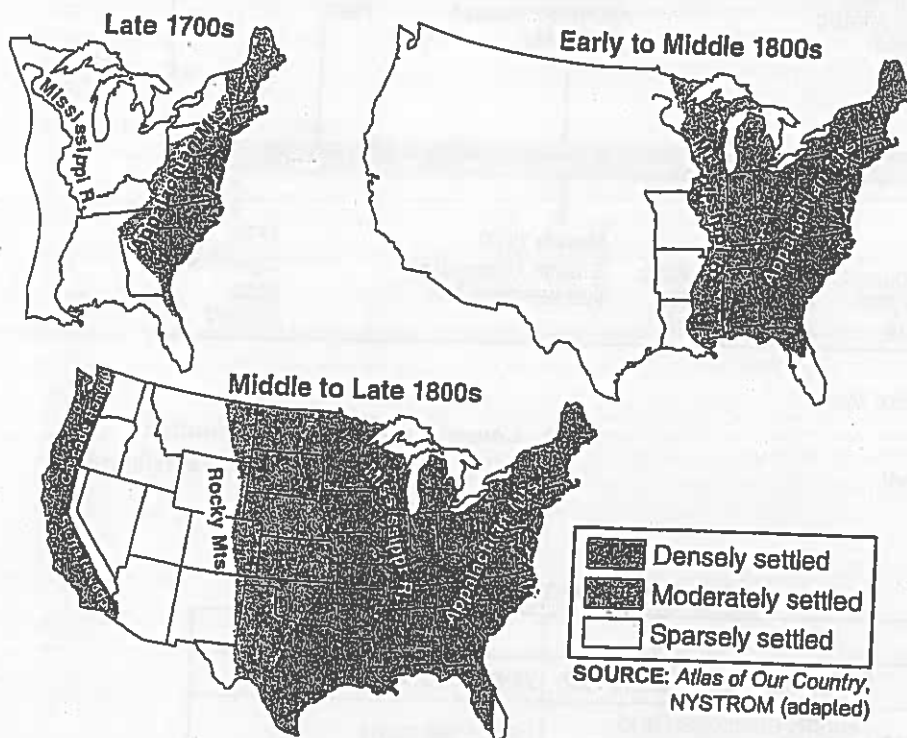 Late 1700s
Mississippi R.
Appalachian Mts.
Early to Middle 1800s
Mississippi R.
Appalachian Mts.
Middle to Late 1800s
Rocky Mts.
Mississippi R.
Appalachian Mts.
Densely settled
Moderately settled
Sparsely settled
SOURCE: Atlas of Our Country,
NYSTROM (adapted)